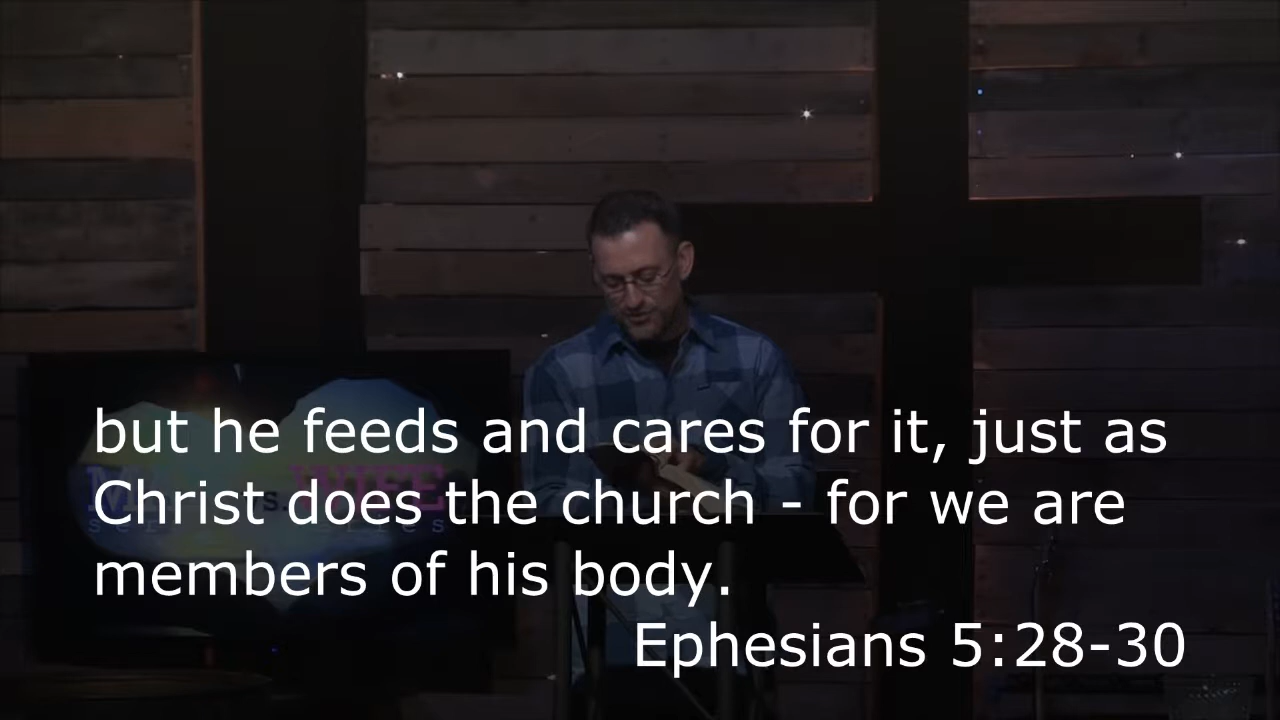 but he feeds and cares for it, just as
Christ does the church - for we are
members of his body.
Ephesians 5:28-30